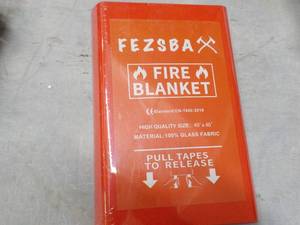 FEZSBA
FIRE
BLANKET
HIGH QUALITY SIZE: 40" x 40"
MATERIAL:100% GLASS FABRIC
PULL TAPES
TO RELEASE